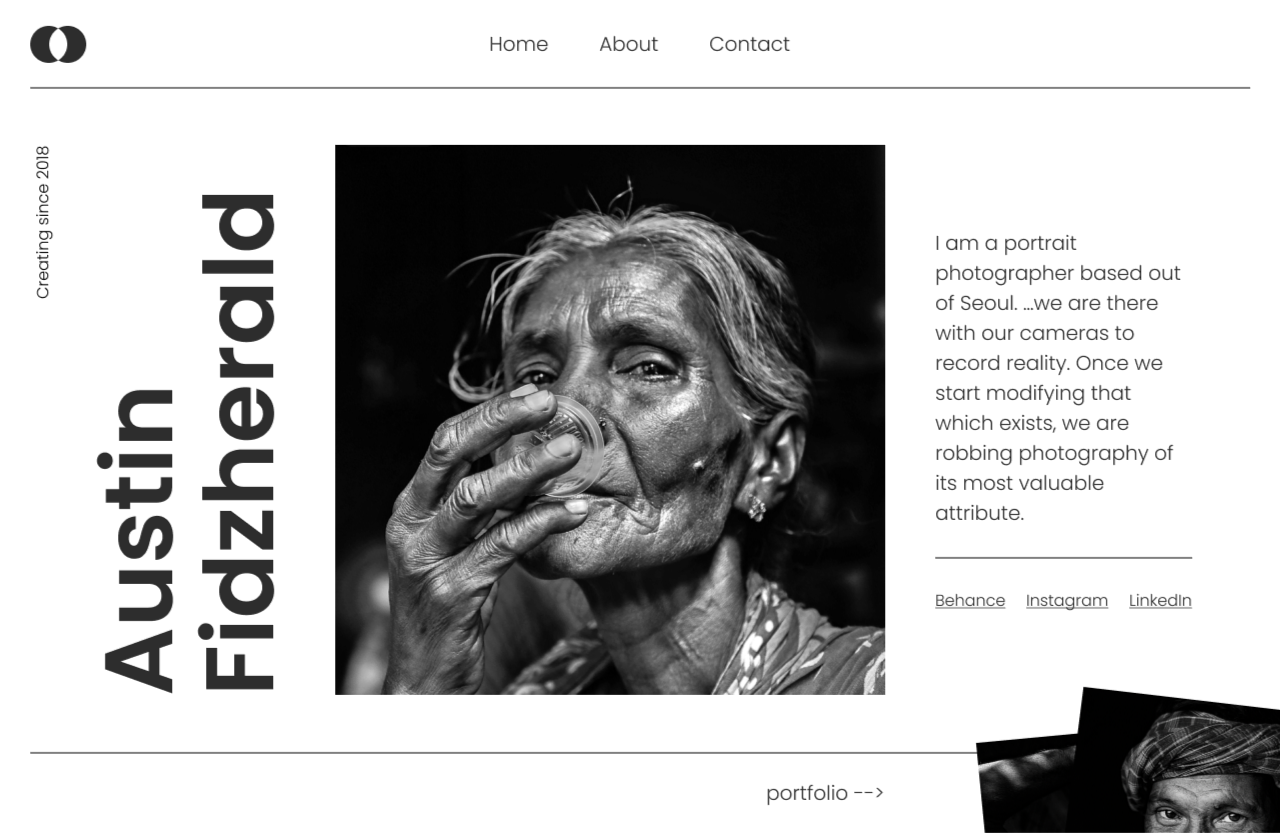 Home About Contact
Creating since 2018
Austin
Fidzherald
I am a portrait
photographer based out
of Seoul. ...we are there
with our cameras to
record reality. Once we
start modifying that
which exists, we are
robbing photography of
its most valuable
attribute.
Behance Instagram LinkedIn
portfolio -->